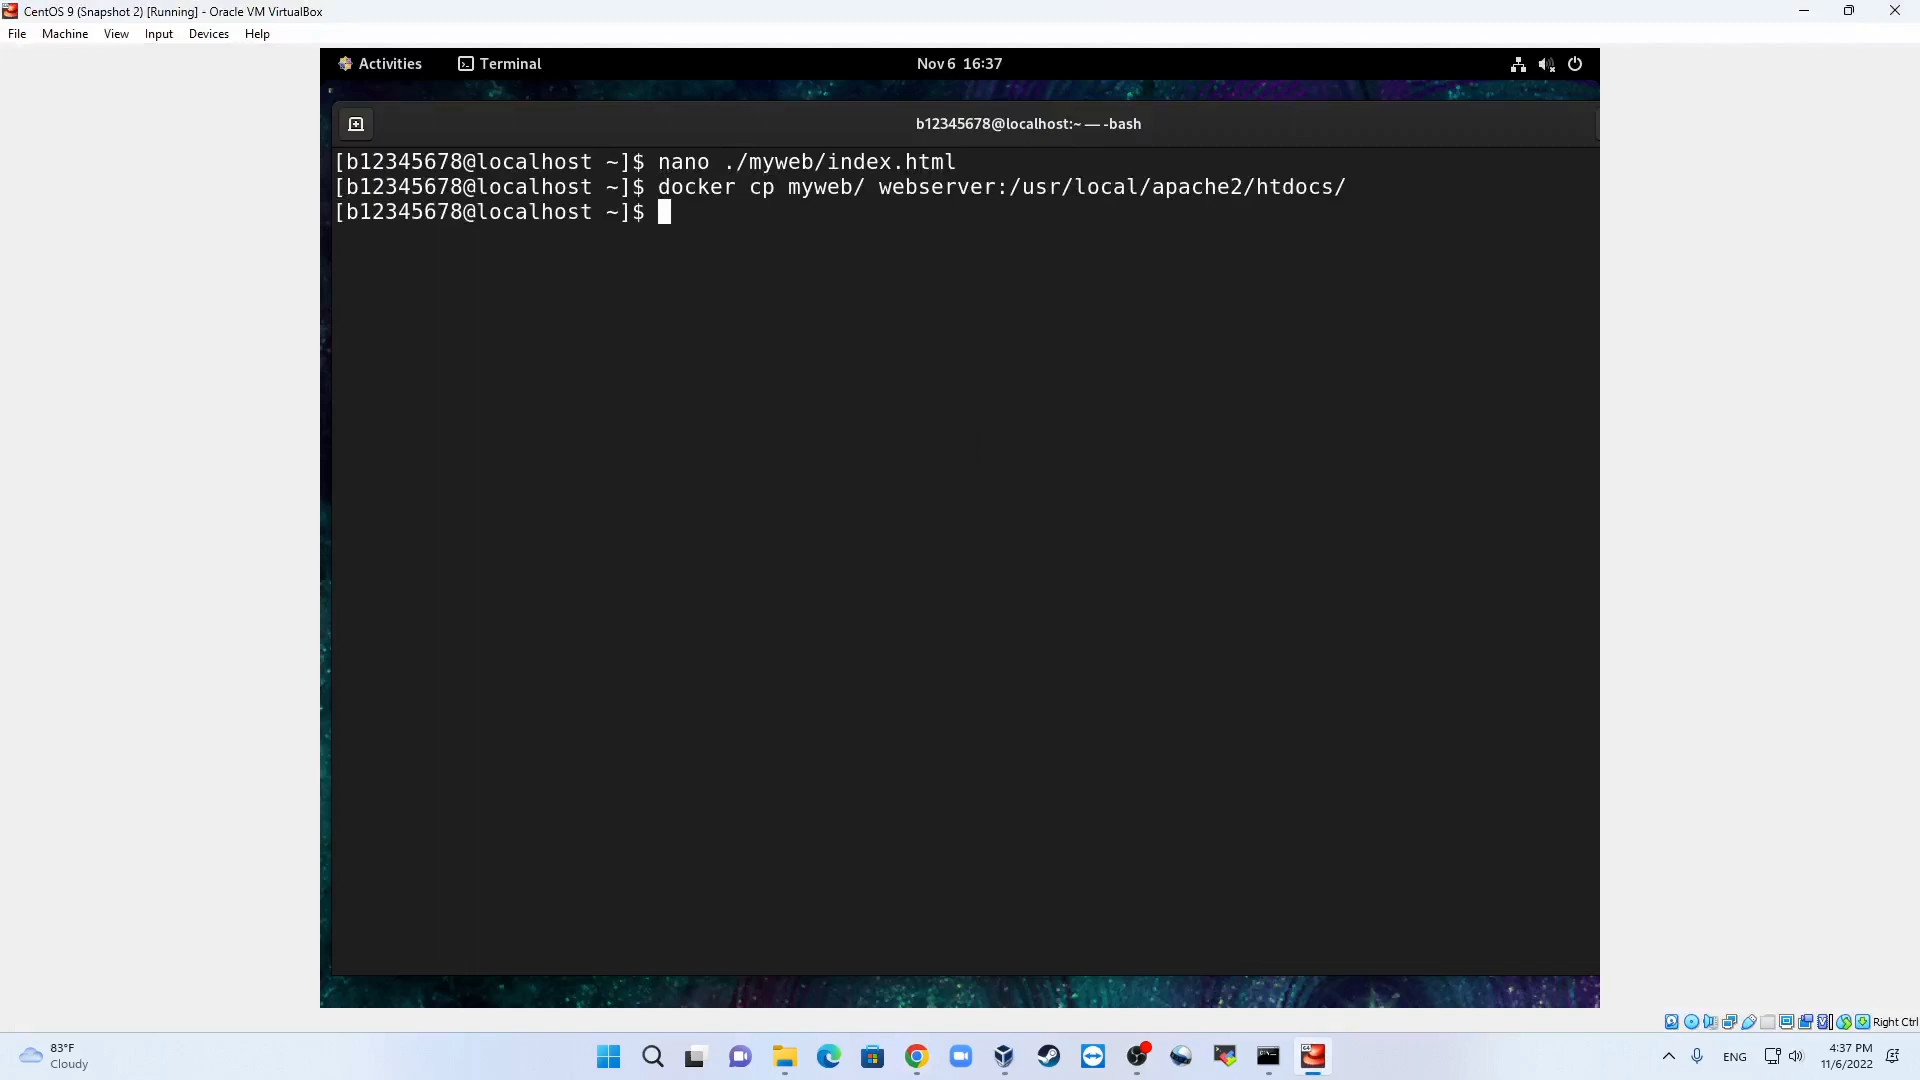 CentOS 9 (Snapshot 2) [Running] - Oracle VM VirtualBox
File Machine View Input Devices Help
Activities Terminal Nov 6 16:37
b12345678@localhost:~ — -bash
[b12345678@localhost ~]$ nano ./myweb/index.html
[b12345678@localhost ~]$ docker cp myweb/ webserver:/usr/local/apache2/htdocs/
[b12345678@localhost ~]$
Right Ctrl
83°F
Cloudy
ENG
4:37 PM
11/6/2022